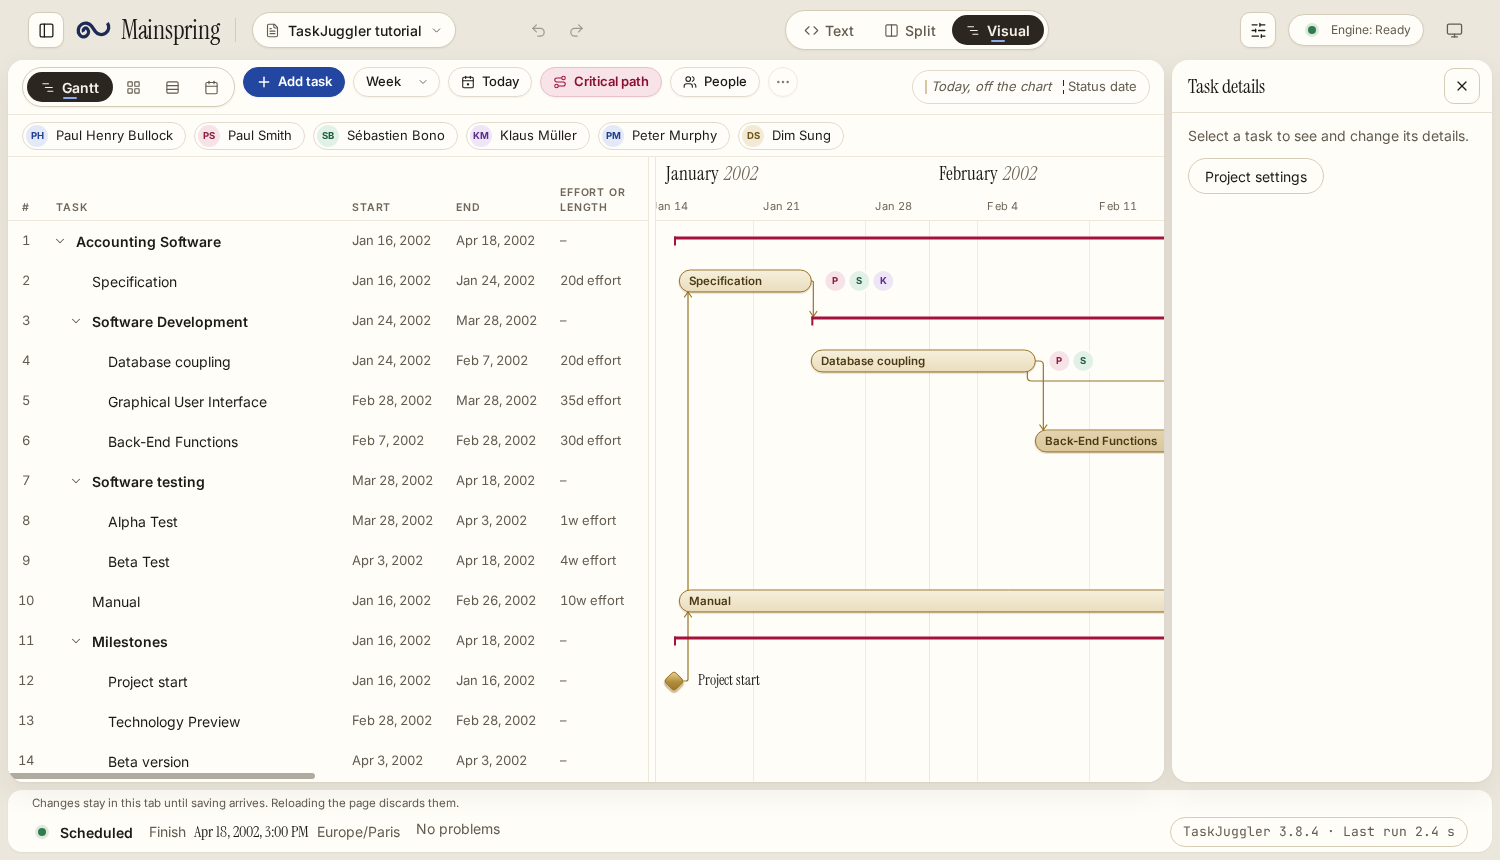 Mainspring
TaskJuggler tutorial
Text
Split
Visual
Engine: Ready
Gantt
Add task
Week
Today
Critical path
People
Today, off the chart
Status date
PH Paul Henry Bullock
PS Paul Smith
SB Sébastien Bono
KM Klaus Müller
PM Peter Murphy
DS Dim Sung
# TASK START END EFFORT OR LENGTH
1 Accounting Software Jan 16, 2002 Apr 18, 2002 –
2 Specification Jan 16, 2002 Jan 24, 2002 20d effort
3 Software Development Jan 24, 2002 Mar 28, 2002 –
4 Database coupling Jan 24, 2002 Feb 7, 2002 20d effort
5 Graphical User Interface Feb 28, 2002 Mar 28, 2002 35d effort
6 Back-End Functions Feb 7, 2002 Feb 28, 2002 30d effort
7 Software testing Mar 28, 2002 Apr 18, 2002 –
8 Alpha Test Mar 28, 2002 Apr 3, 2002 1w effort
9 Beta Test Apr 3, 2002 Apr 18, 2002 4w effort
10 Manual Jan 16, 2002 Feb 26, 2002 10w effort
11 Milestones Jan 16, 2002 Apr 18, 2002 –
12 Project start Jan 16, 2002 Jan 16, 2002 –
13 Technology Preview Feb 28, 2002 Feb 28, 2002 –
14 Beta version Apr 3, 2002 Apr 3, 2002 –
January 2002 February 2002
Jan 14 Jan 21 Jan 28 Feb 4 Feb 11
Specification P S K
Database coupling P S
Back-End Functions
Manual
Project start
Task details
Select a task to see and change its details.
Project settings
Changes stay in this tab until saving arrives. Reloading the page discards them.
Scheduled Finish Apr 18, 2002, 3:00 PM Europe/Paris No problems
TaskJuggler 3.8.4 · Last run 2.4 s